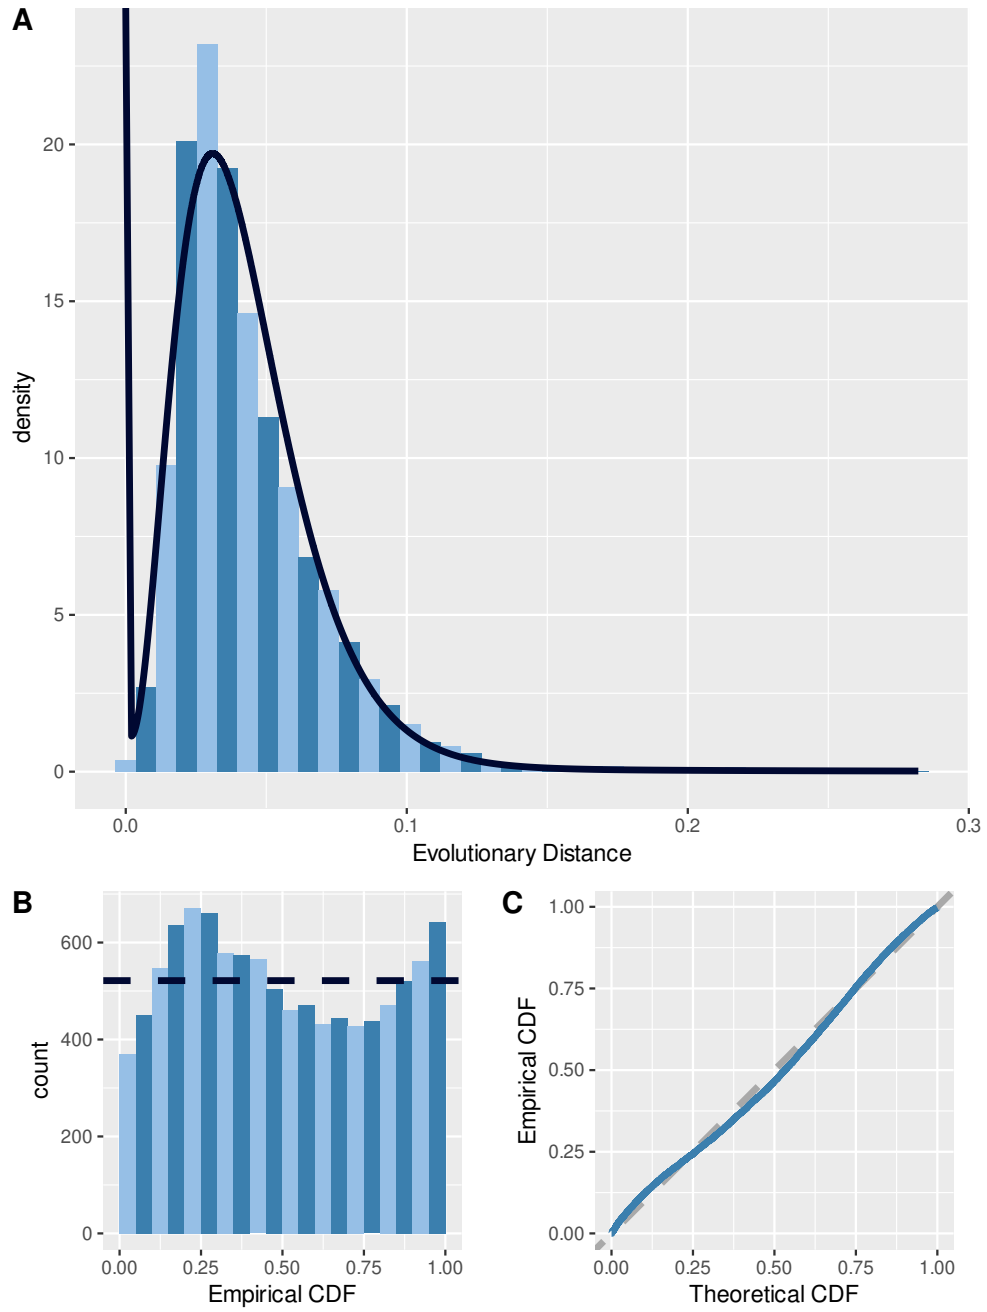 A
density
20
15
10
5
0
0.0 0.1 0.2 0.3
Evolutionary Distance
B
count
600
400
200
0
0.00 0.25 0.50 0.75 1.00
Empirical CDF
C
Empirical CDF
1.00
0.75
0.50
0.25
0.00
0.00 0.25 0.50 0.75 1.00
Theoretical CDF